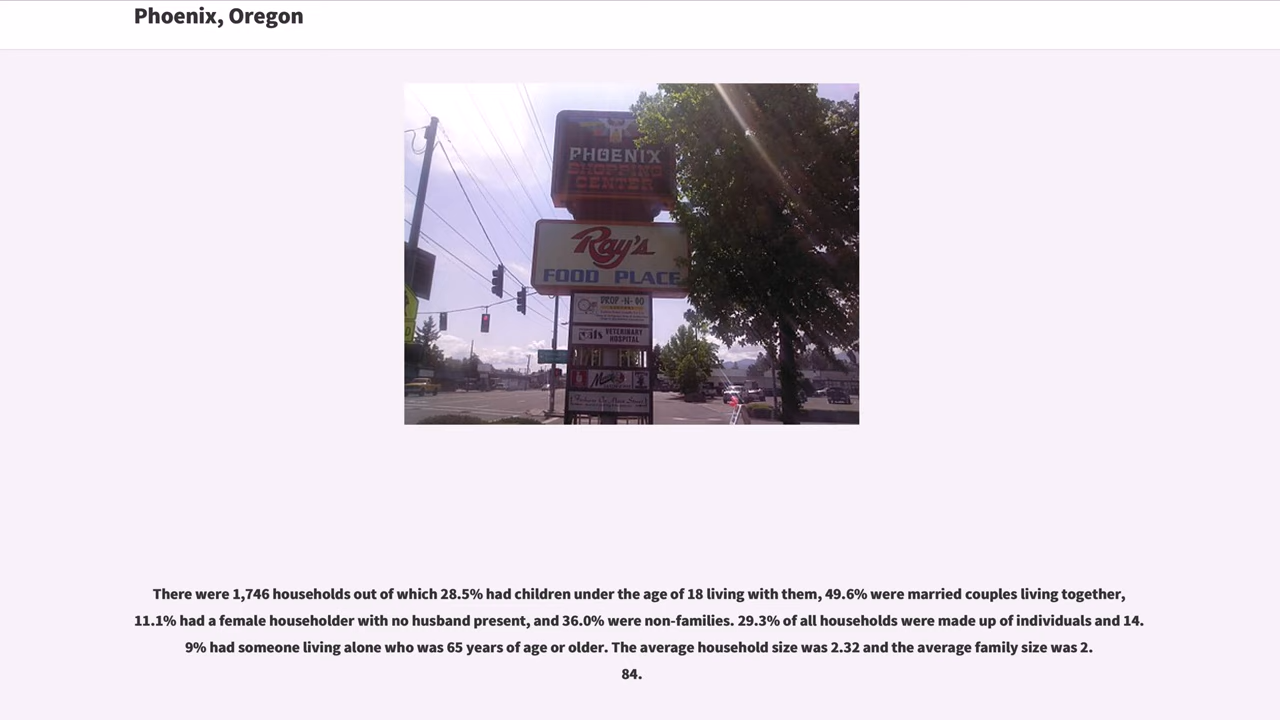 Phoenix, Oregon
PHOENIX
SHOPPING
CENTER
Ray's
FOOD PLACE
DROP-N-GO
VETERINARY
HOSPITAL
There were 1,746 households out of which 28.5% had children under the age of 18 living with them, 49.6% were married couples living together,
11.1% had a female householder with no husband present, and 36.0% were non-families. 29.3% of all households were made up of individuals and 14.
9% had someone living alone who was 65 years of age or older. The average household size was 2.32 and the average family size was 2.
84.